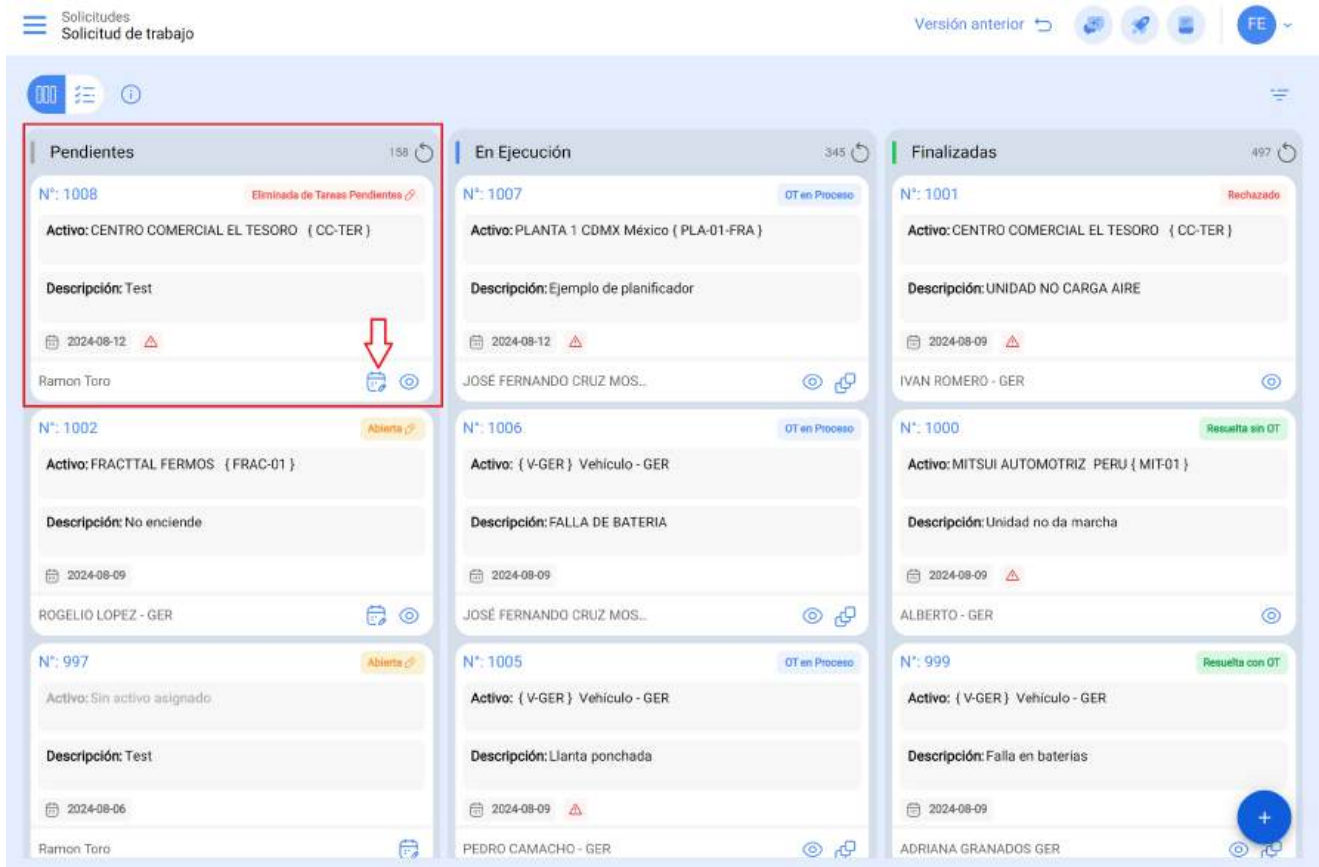 Solicitudes
Solicitud de trabajo
Versión anterior
FE
Pendientes 158
N°: 1008 Eliminada de Tareas Pendientes
Activo: CENTRO COMERCIAL EL TESORO { CC-TER }
Descripción: Test
2024-08-12
Ramon Toro
N°: 1002 Abierta
Activo: FRACTTAL FERMOS { FRAC-01 }
Descripción: No enciende
2024-08-09
ROGELIO LOPEZ - GER
N°: 997 Abierta
Activo: Sin activo asignado
Descripción: Test
2024-08-06
Ramon Toro
En Ejecución 345
N°: 1007 OT en Proceso
Activo: PLANTA 1 CDMX México { PLA-01-FRA }
Descripción: Ejemplo de planificador
2024-08-12
JOSÉ FERNANDO CRUZ MOS...
N°: 1006 OT en Proceso
Activo: { V-GER } Vehículo - GER
Descripción: FALLA DE BATERIA
2024-08-09
JOSÉ FERNANDO CRUZ MOS...
N°: 1005 OT en Proceso
Activo: { V-GER } Vehículo - GER
Descripción: Llanta ponchada
2024-08-09
PEDRO CAMACHO - GER
Finalizadas 497
N°: 1001 Rechazado
Activo: CENTRO COMERCIAL EL TESORO { CC-TER }
Descripción: UNIDAD NO CARGA AIRE
2024-08-09
IVAN ROMERO - GER
N°: 1000 Resuelta sin OT
Activo: MITSUI AUTOMOTRIZ PERU { MIT-01 }
Descripción: Unidad no da marcha
2024-08-09
ALBERTO - GER
N°: 999 Resuelta con OT
Activo: { V-GER } Vehículo - GER
Descripción: Falla en baterias
2024-08-09
ADRIANA GRANADOS GER